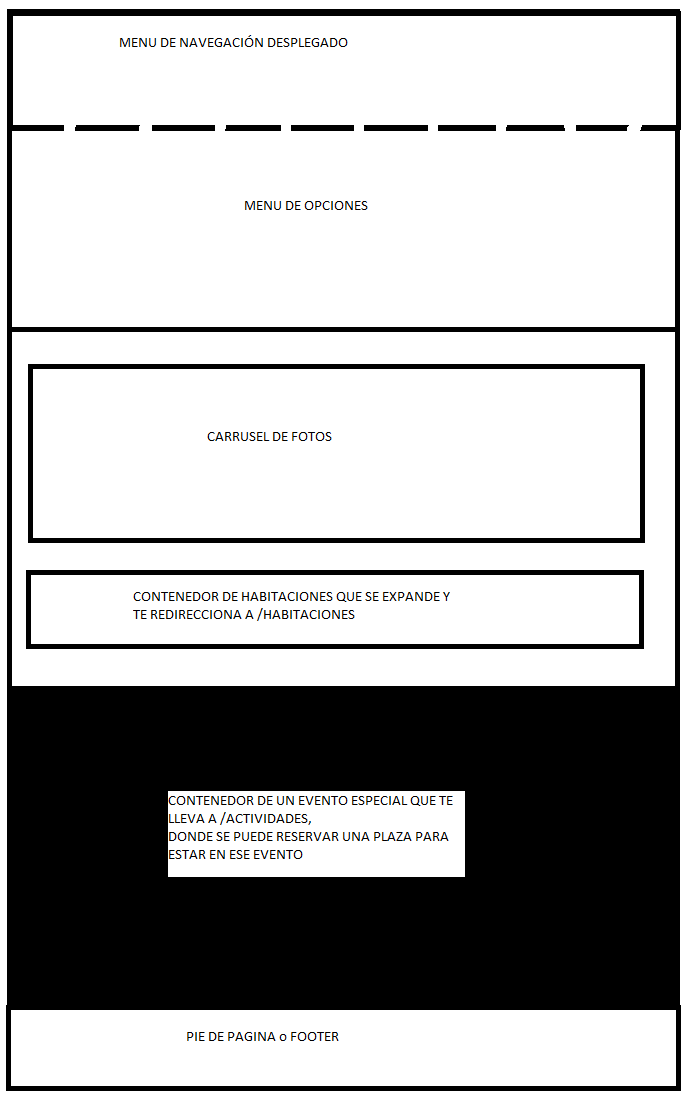 MENU DE NAVEGACIÓN DESPLEGADO
MENU DE OPCIONES
CARRUSEL DE FOTOS
CONTENEDOR DE HABITACIONES QUE SE EXPANDE Y
TE REDIRECCIONA A /HABITACIONES
CONTENEDOR DE UN EVENTO ESPECIAL QUE TE
LLEVA A /ACTIVIDADES,
DONDE SE PUEDE RESERVAR UNA PLAZA PARA
ESTAR EN ESE EVENTO
PIE DE PAGINA o FOOTER